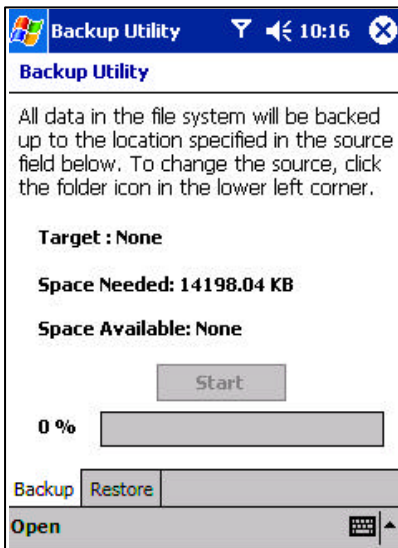 Backup Utility 10:16
Backup Utility
All data in the file system will be backed
up to the location specified in the source
field below. To change the source, click
the folder icon in the lower left corner.
Target : None
Space Needed: 14198.04 KB
Space Available: None
Start
0 %
Backup Restore
Open